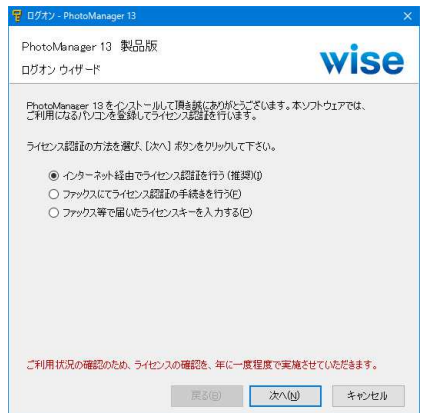 ログオン - PhotoManager 13
PhotoManager 13 製品版
ログオン ウィザード
wise
PhotoManager 13 をインストールして頂き誠にありがとうございます。本ソフトウェアでは、
ご利用になるパソコンを登録してライセンス認証を行います。
ライセンス認証の方法を選び、[次へ] ボタンをクリックして下さい。
インターネット経由でライセンス認証を行う (推奨)(I)
ファックスにてライセンス認証の手続きを行う(F)
ファックス等で届いたライセンスキーを入力する(P)
ご利用状況の確認のため、ライセンスの確認を、年に一度程度で実施させていただきます。
戻る(B) 次へ(N) キャンセル